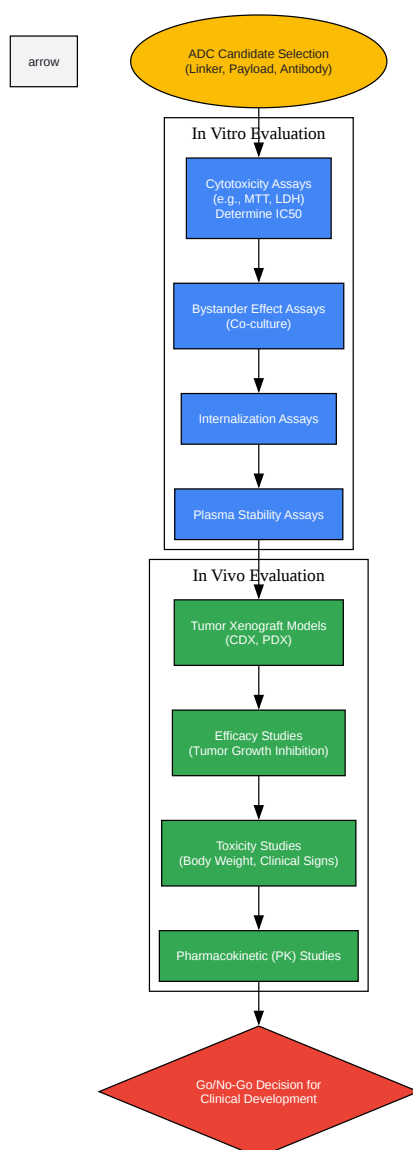 arrow
ADC Candidate Selection
(Linker, Payload, Antibody)
In Vitro Evaluation
Cytotoxicity Assays
(e.g., MTT, LDH)
Determine IC50
Bystander Effect Assays
(Co-culture)
Internalization Assays
Plasma Stability Assays
In Vivo Evaluation
Tumor Xenograft Models
(CDX, PDX)
Efficacy Studies
(Tumor Growth Inhibition)
Toxicity Studies
(Body Weight, Clinical Signs)
Pharmacokinetic (PK) Studies
Go/No-Go Decision for
Clinical Development